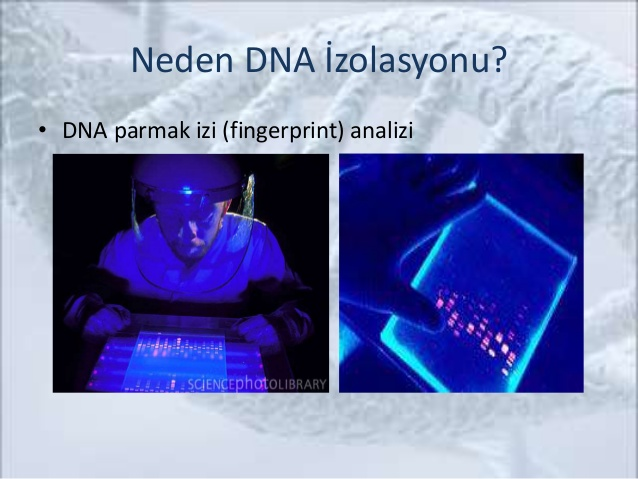 Neden DNA İzolasyonu?
• DNA parmak izi (fingerprint) analizi
SCIENCEphotoLIBRARY